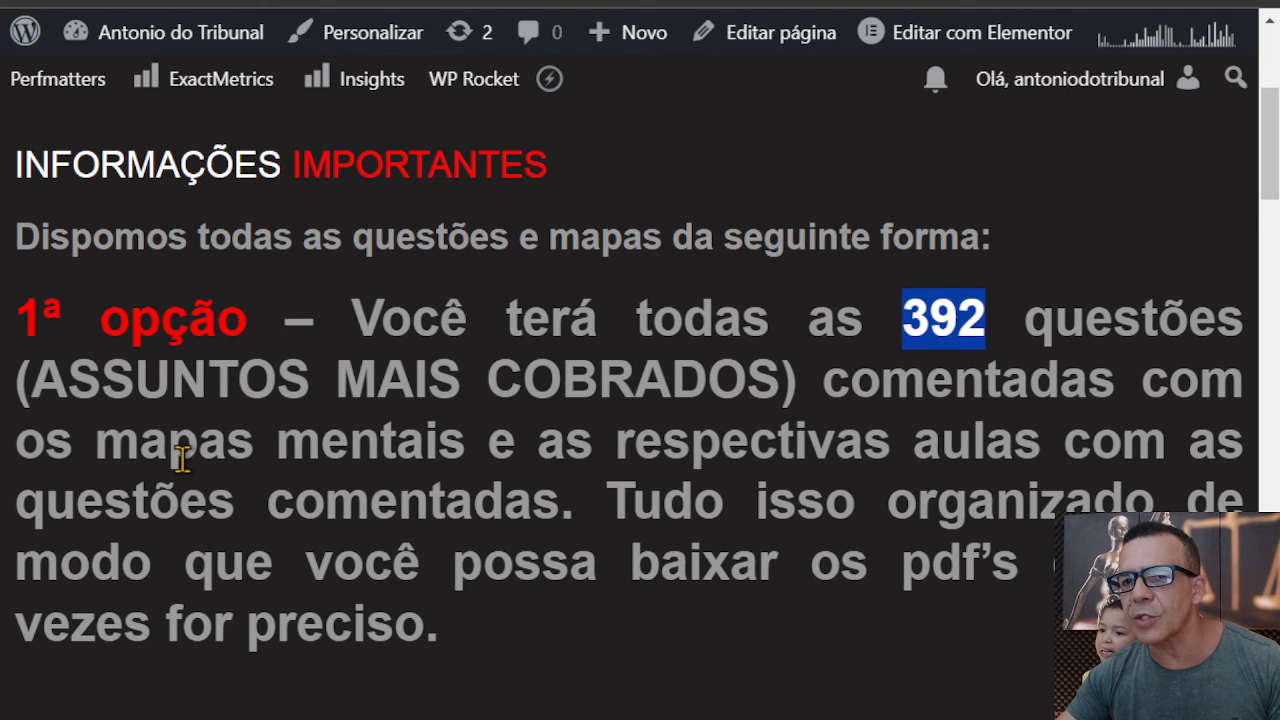 Antonio do Tribunal Personalizar 2 0 Novo Editar página Editar com Elementor
Perfmatters ExactMetrics Insights WP Rocket Olá, antoniodotribunal
INFORMAÇÕES IMPORTANTES
Dispomos todas as questões e mapas da seguinte forma:
1ª opção – Você terá todas as 392 questões
(ASSUNTOS MAIS COBRADOS) comentadas com
os mapas mentais e as respectivas aulas com as
questões comentadas. Tudo isso organizado de
modo que você possa baixar os pdf’s
vezes for preciso.